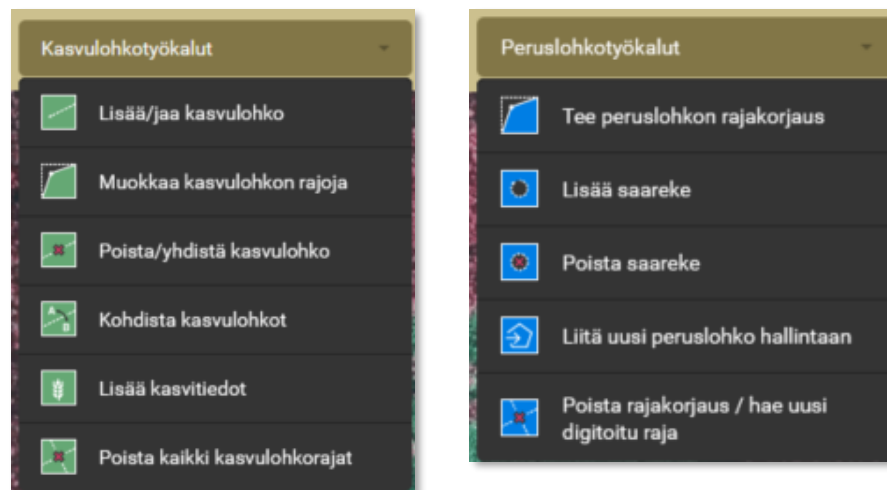 Kasvulohkotyökalut
Lisää/jaa kasvulohko
Muokkaa kasvulohkon rajoja
Poista/yhdistä kasvulohko
Kohdista kasvulohkot
Lisää kasvitiedot
Poista kaikki kasvulohkorajat
Peruslohkotyökalut
Tee peruslohkon rajakorjaus
Lisää saareke
Poista saareke
Liitä uusi peruslohko hallintaan
Poista rajakorjaus / hae uusi
digitoitu raja